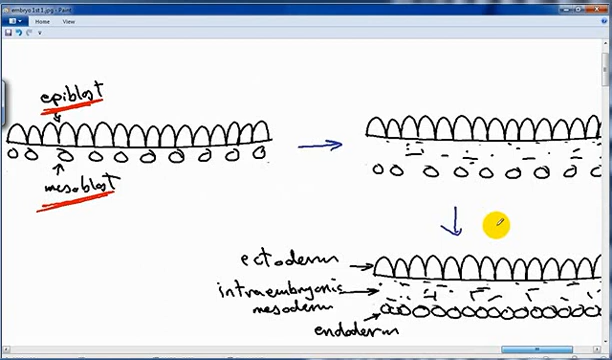 embryo 1st 1.jpg - Paint
Home
View
epiblast
mesoblast
ectoderm
intraembryonic
mesoderm
endoderm